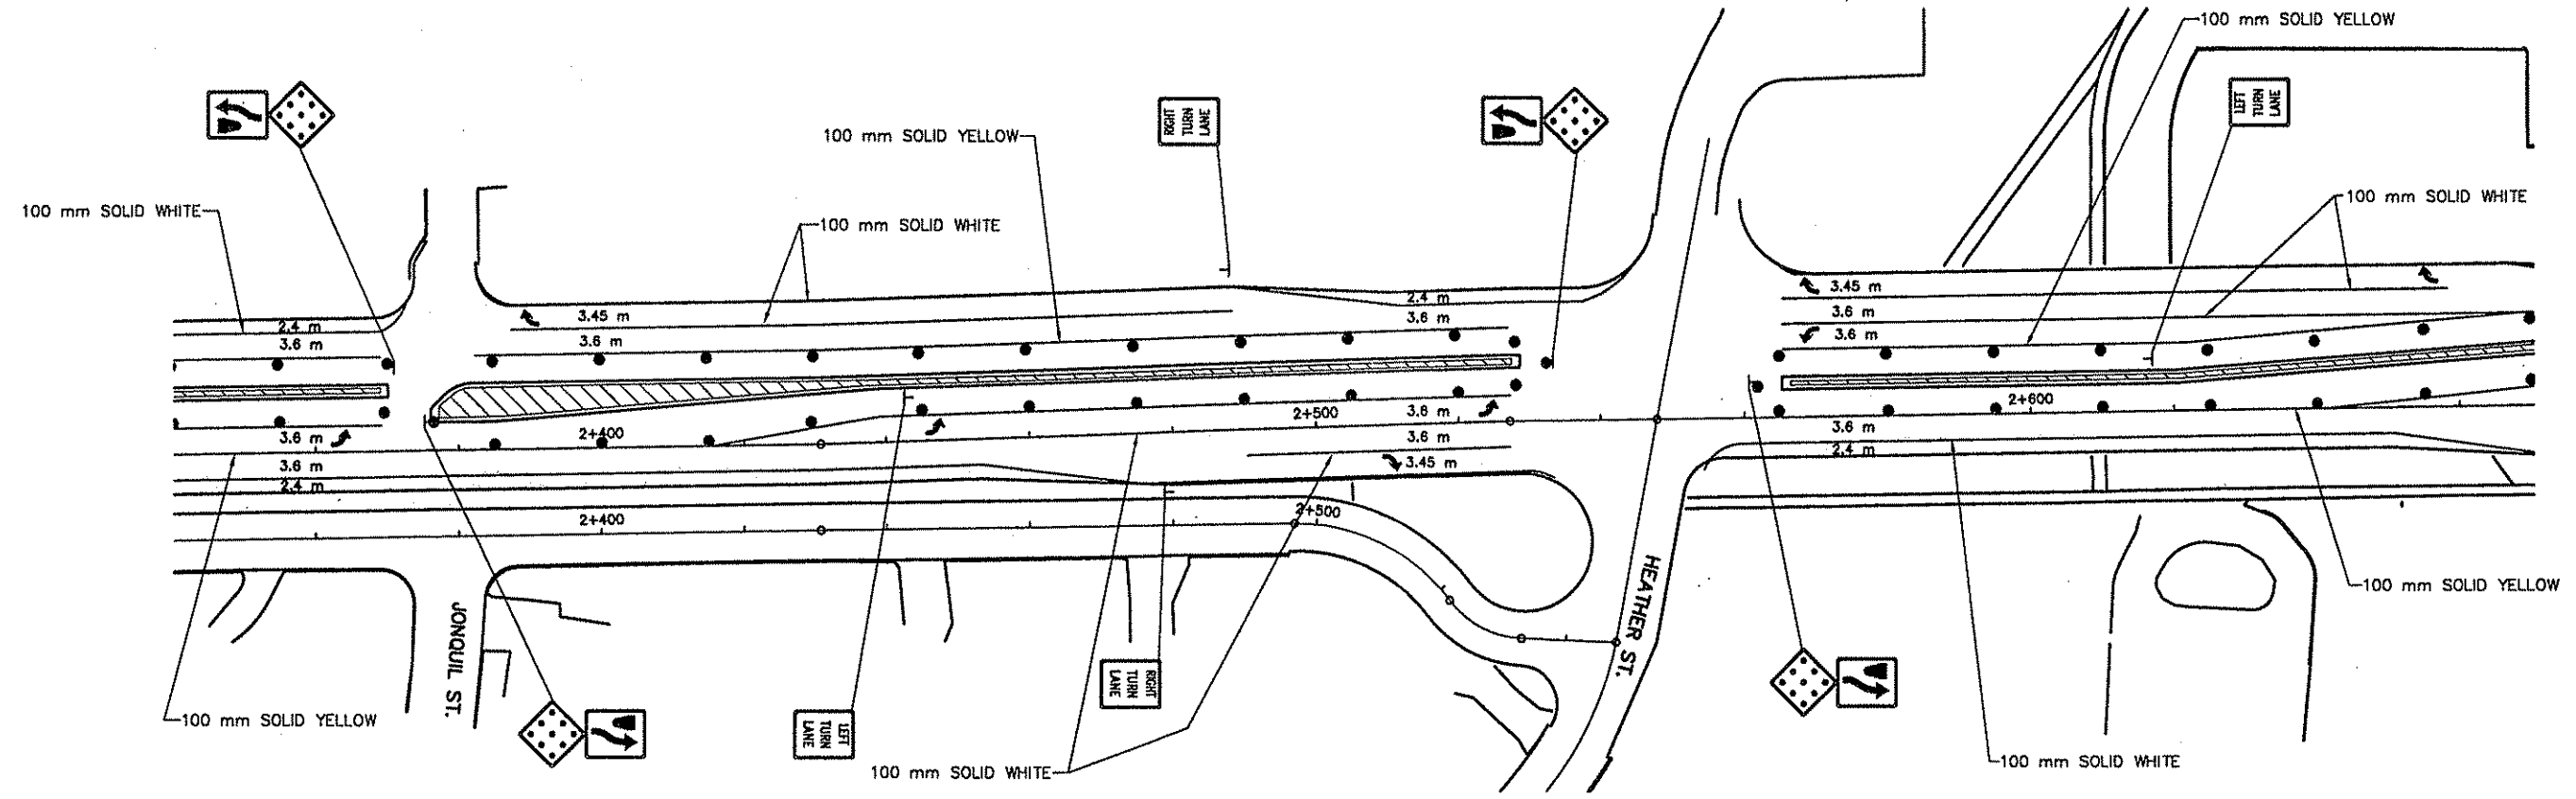 100 mm SOLID YELLOW
RIGHT
TURN
LANE
LEFT
TURN
LANE
100 mm SOLID YELLOW
100 mm SOLID WHITE
100 mm SOLID WHITE
100 mm SOLID WHITE
2.4 m
3.6 m
3.45 m
3.6 m
2.4 m
3.6 m
3.45 m
3.6 m
3.6 m
2+400
2+500
2+600
3.6 m
3.6 m
3.6 m
3.6 m
3.45 m
3.6 m
2.4 m
2.4 m
2+400
2+500
JONQUIL ST.
HEATHER ST.
100 mm SOLID YELLOW
RIGHT
TURN
LANE
LEFT
TURN
LANE
100 mm SOLID YELLOW
100 mm SOLID WHITE
100 mm SOLID WHITE